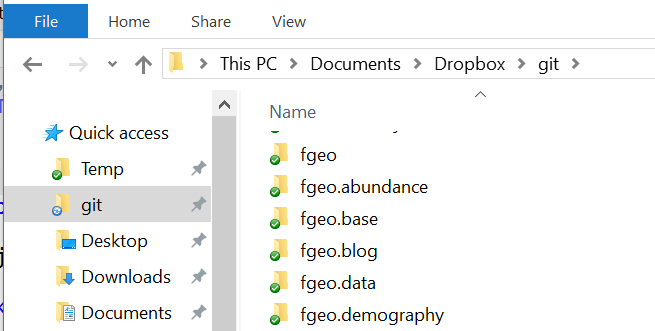 File Home Share View
This PC Documents Dropbox git
Name
Quick access
Temp
git
Desktop
Downloads
Documents
fgeo
fgeo.abundance
fgeo.base
fgeo.blog
fgeo.data
fgeo.demography